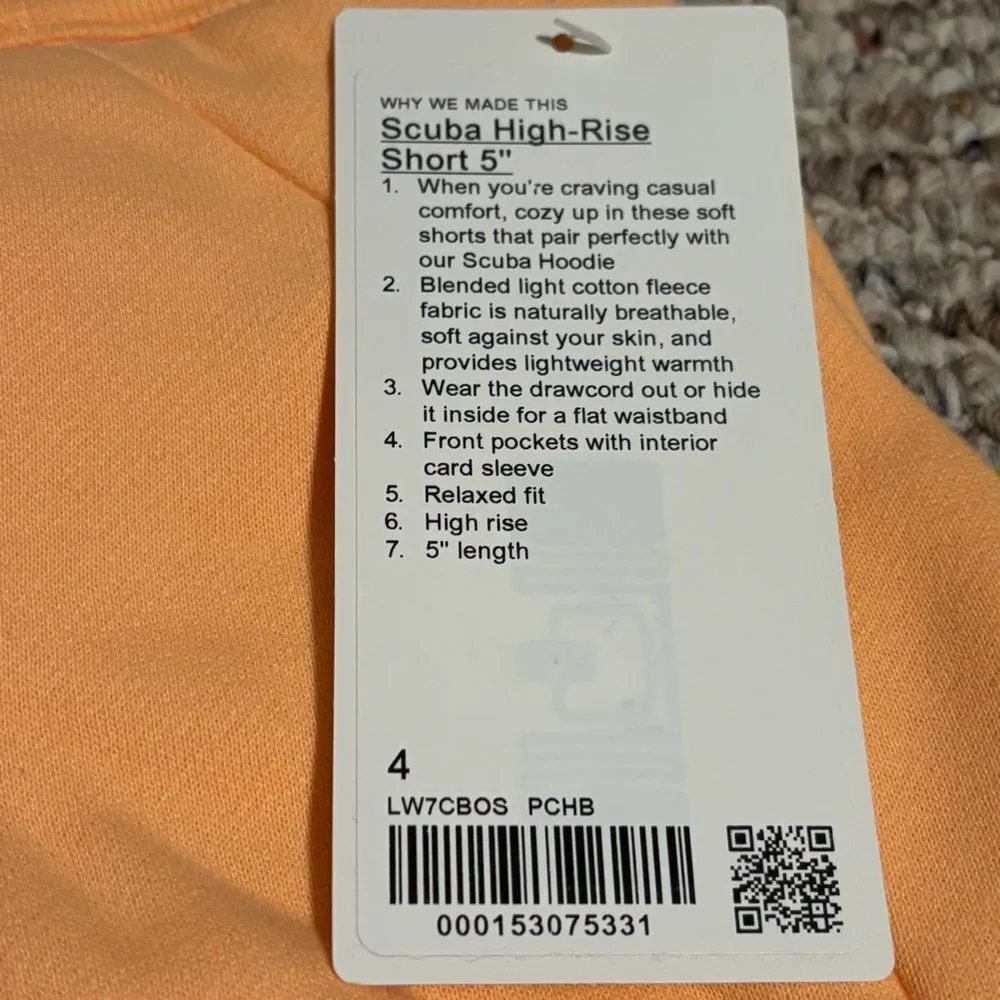 WHY WE MADE THIS
Scuba High-Rise
Short 5"
1. When you're craving casual
comfort, cozy up in these soft
shorts that pair perfectly with
our Scuba Hoodie
2. Blended light cotton fleece
fabric is naturally breathable,
soft against your skin, and
provides lightweight warmth
3. Wear the drawcord out or hide
it inside for a flat waistband
4. Front pockets with interior
card sleeve
5. Relaxed fit
6. High rise
7. 5" length
4
LW7CBOS PCHB
000153075331